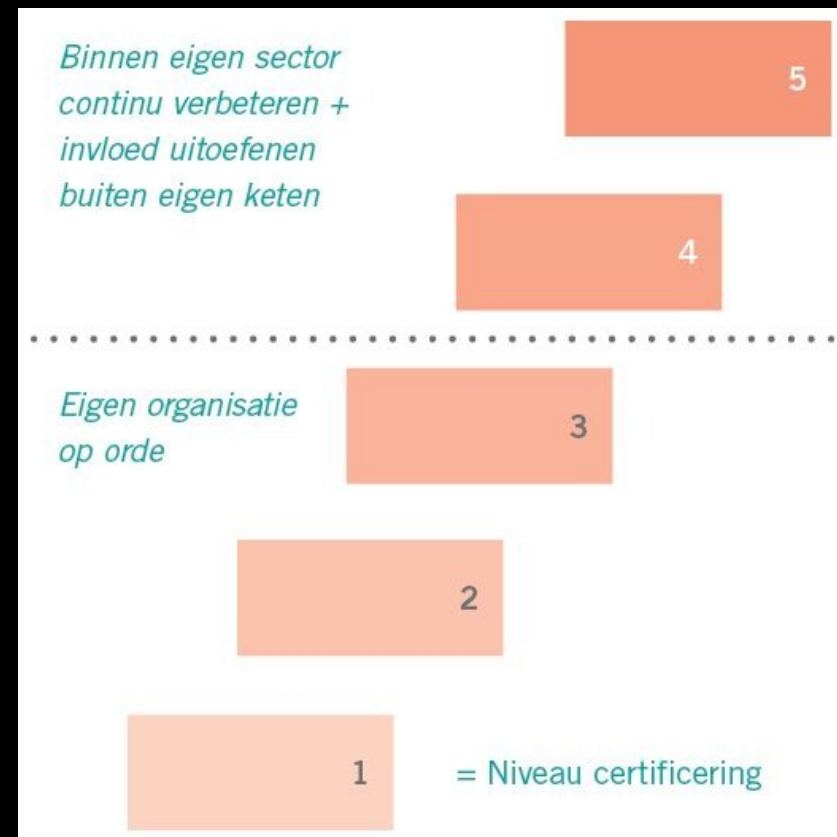 Binnen eigen sector
continu verbeteren +
invloed uitoefenen
buiten eigen keten
5
4
Eigen organisatie
op orde
3
2
1 = Niveau certificering